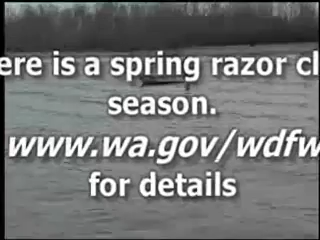 ere is a spring razor cl
season.
www.wa.gov/wdfw
for details